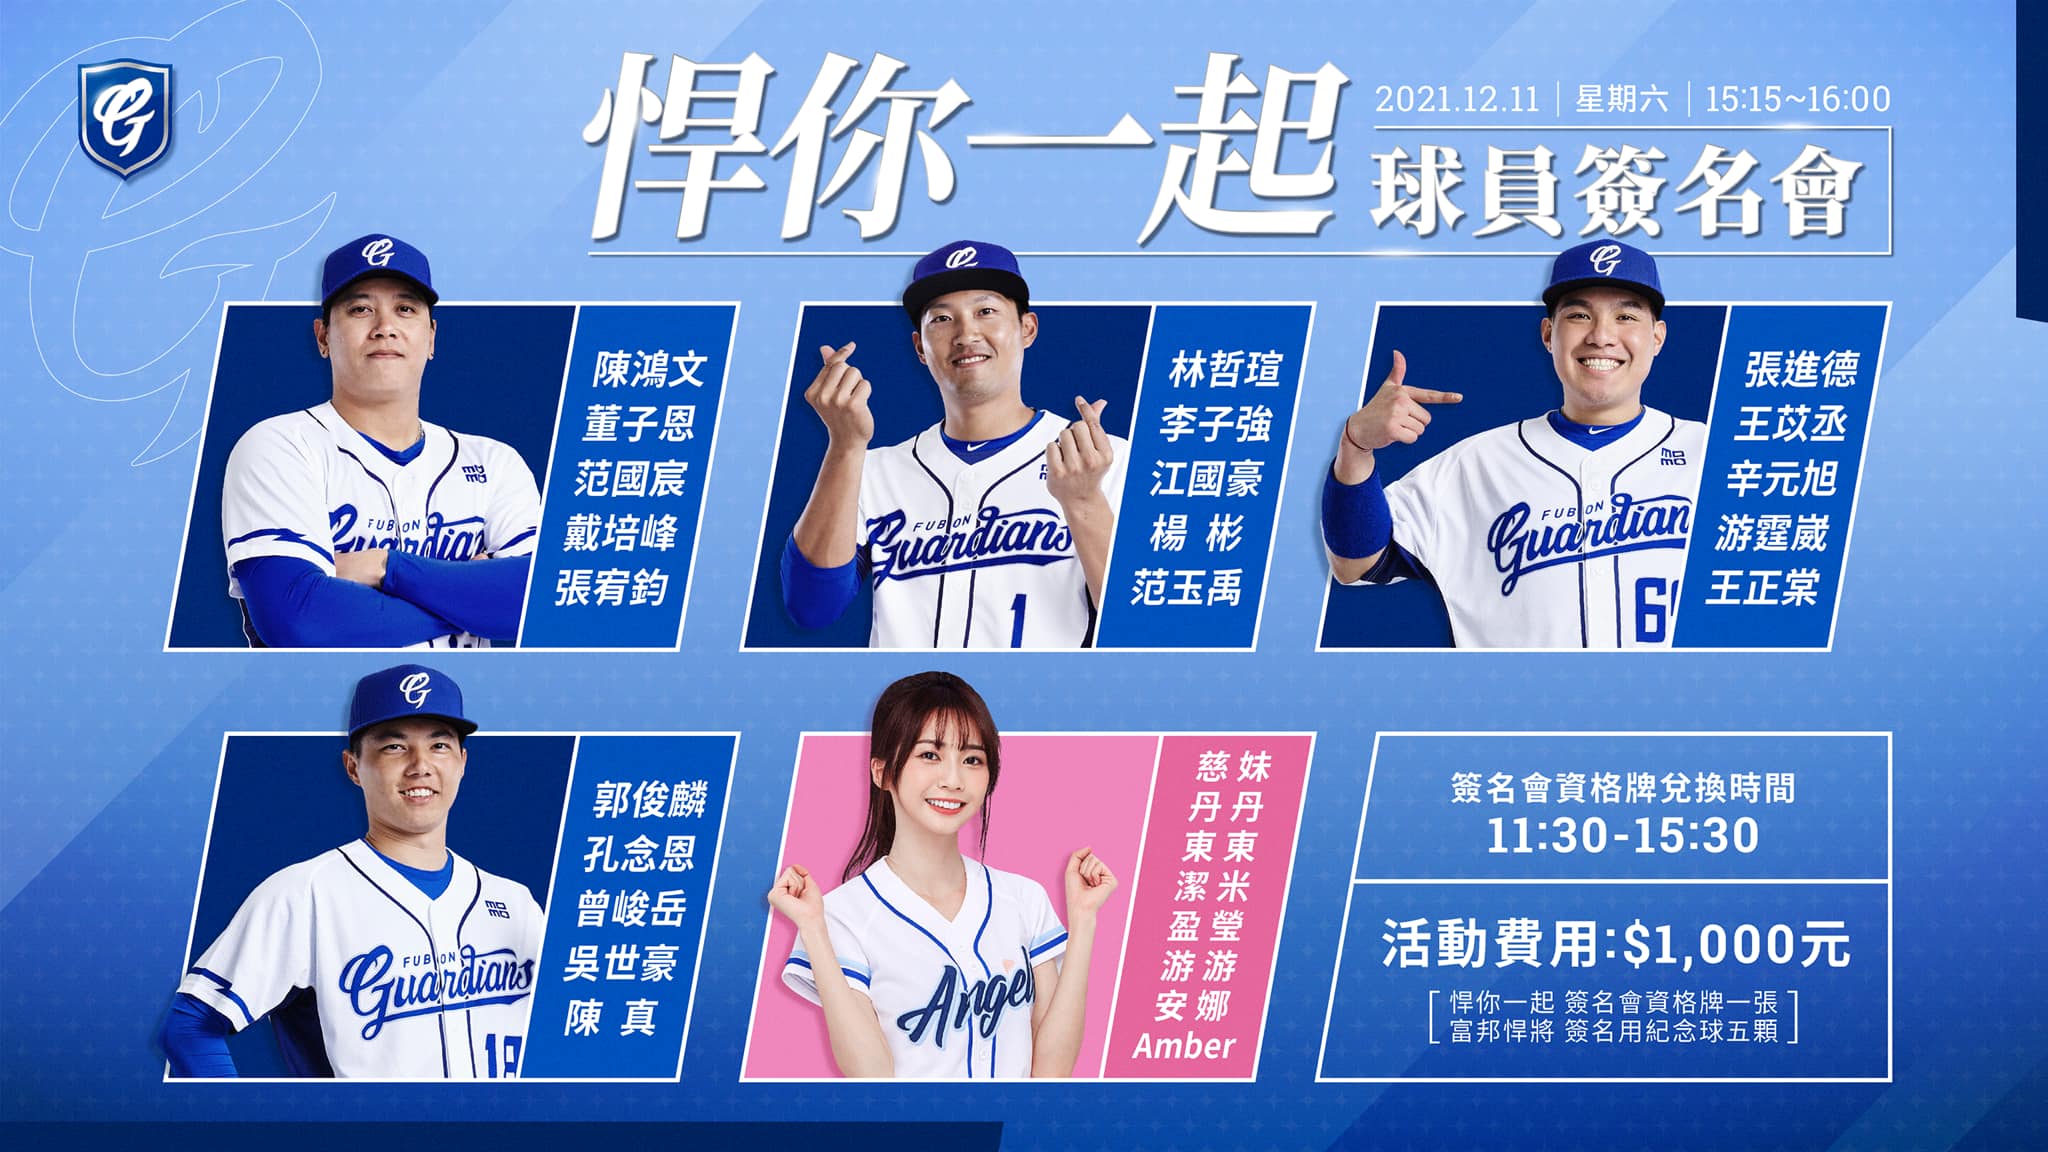 悍你一起
2021.12.11｜星期六｜15:15~16:00
球員簽名會
陳鴻文
董子恩
范國宸
戴培峰
張宥鈞
momo
FUBON
Guardians
林哲瑄
李子強
江國豪
楊 彬
范玉禹
FUBON
Guardians
1
張進德
王苡丞
辛元旭
游霆崴
王正棠
momo
FUBON
Guardian
郭俊麟
孔念恩
曾峻岳
吳世豪
陳 真
momo
FUBON
Guardians
18
慈 妹
丹 丹
東 東
潔 米
盈 瑩
游 游
安 娜
Amber
Angel
簽名會資格牌兌換時間
11:30-15:30
活動費用:$1,000元
悍你一起 簽名會資格牌一張
富邦悍將 簽名用紀念球五顆